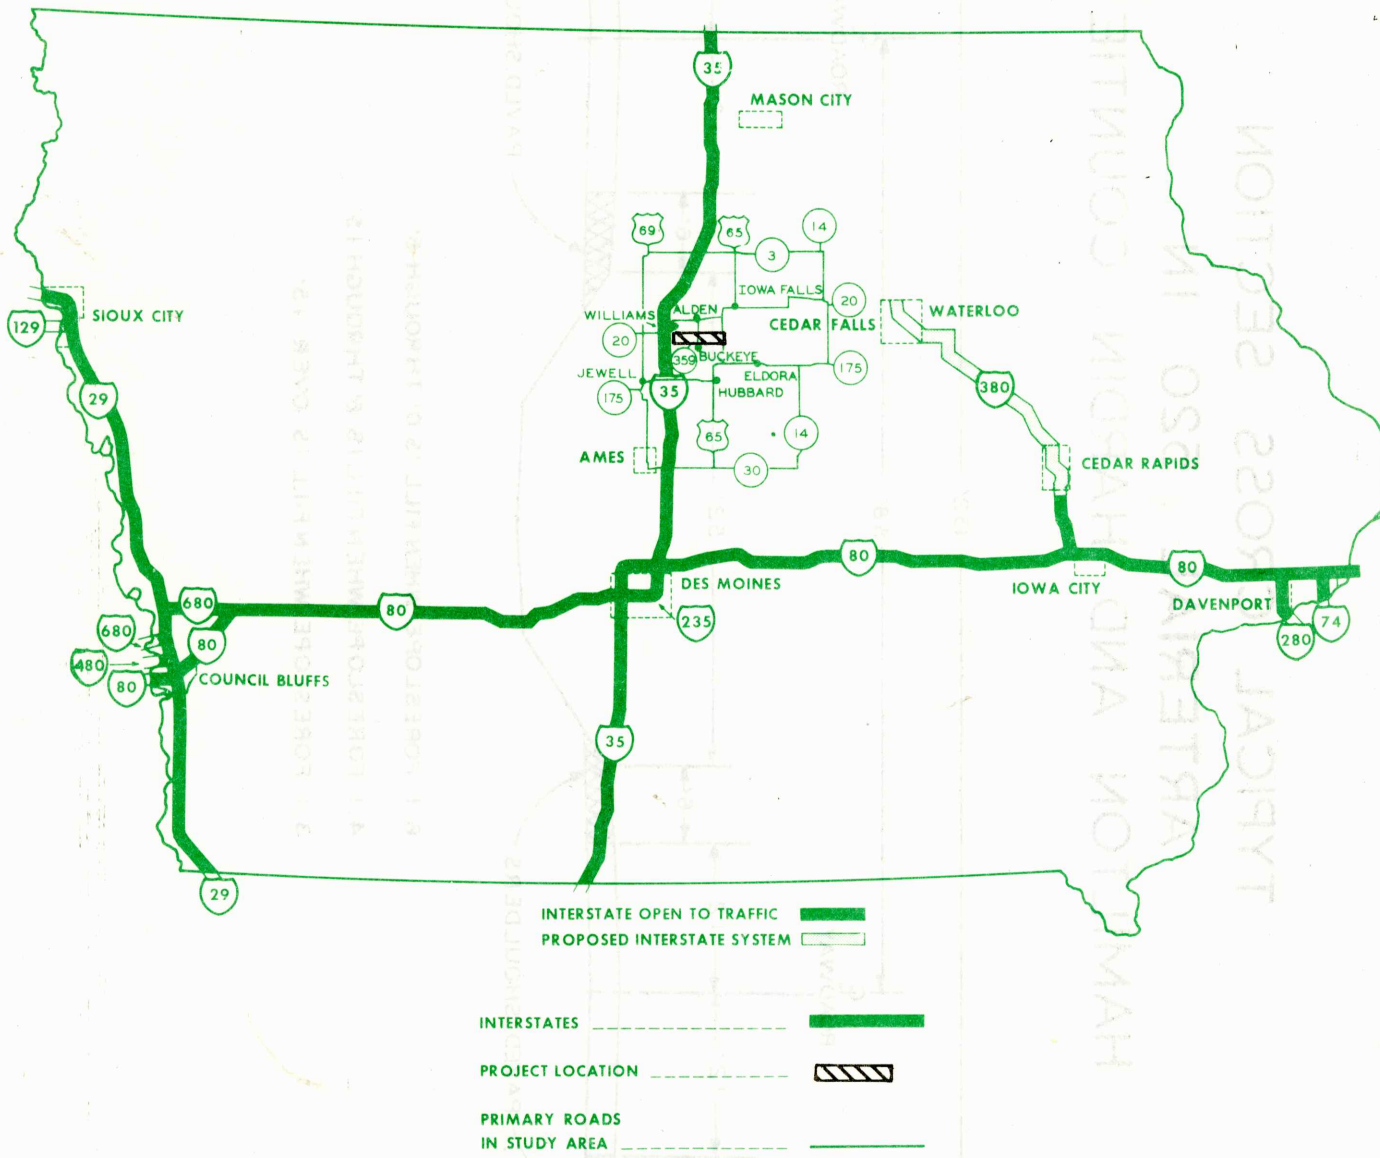 35
MASON CITY
69
65
14
3
IOWA FALLS
20
WILLIAMS
ALDEN
CEDAR FALLS
WATERLOO
SIOUX CITY
129
20
359
BUCKEYE
175
JEWELL
ELDORA
380
29
175
35
HUBBARD
65
14
AMES
30
CEDAR RAPIDS
80
80
DES MOINES
IOWA CITY
DAVENPORT
680
80
235
280
74
680
80
480
80
COUNCIL BLUFFS
35
29
INTERSTATE OPEN TO TRAFFIC
PROPOSED INTERSTATE SYSTEM
INTERSTATES
PROJECT LOCATION
PRIMARY ROADS
IN STUDY AREA